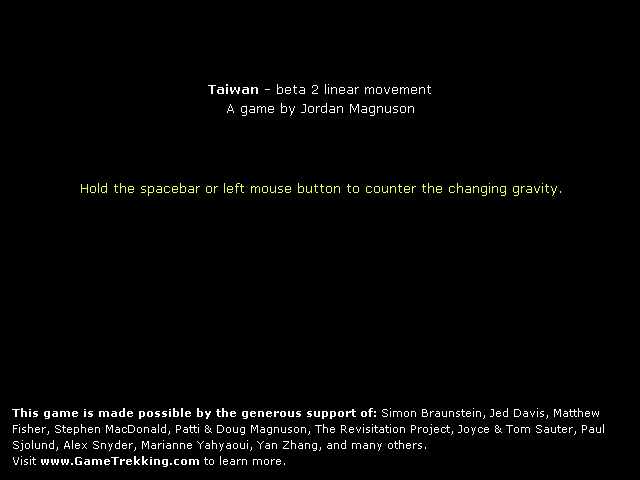 Taiwan - beta 2 linear movement
A game by Jordan Magnuson
Hold the spacebar or left mouse button to counter the changing gravity.
This game is made possible by the generous support of: Simon Braunstein, Jed Davis, Matthew
Fisher, Stephen MacDonald, Patti & Doug Magnuson, The Revisitation Project, Joyce & Tom Sauter, Paul
Sjolund, Alex Snyder, Marianne Yahyaoui, Yan Zhang, and many others.
Visit www.GameTrekking.com to learn more.